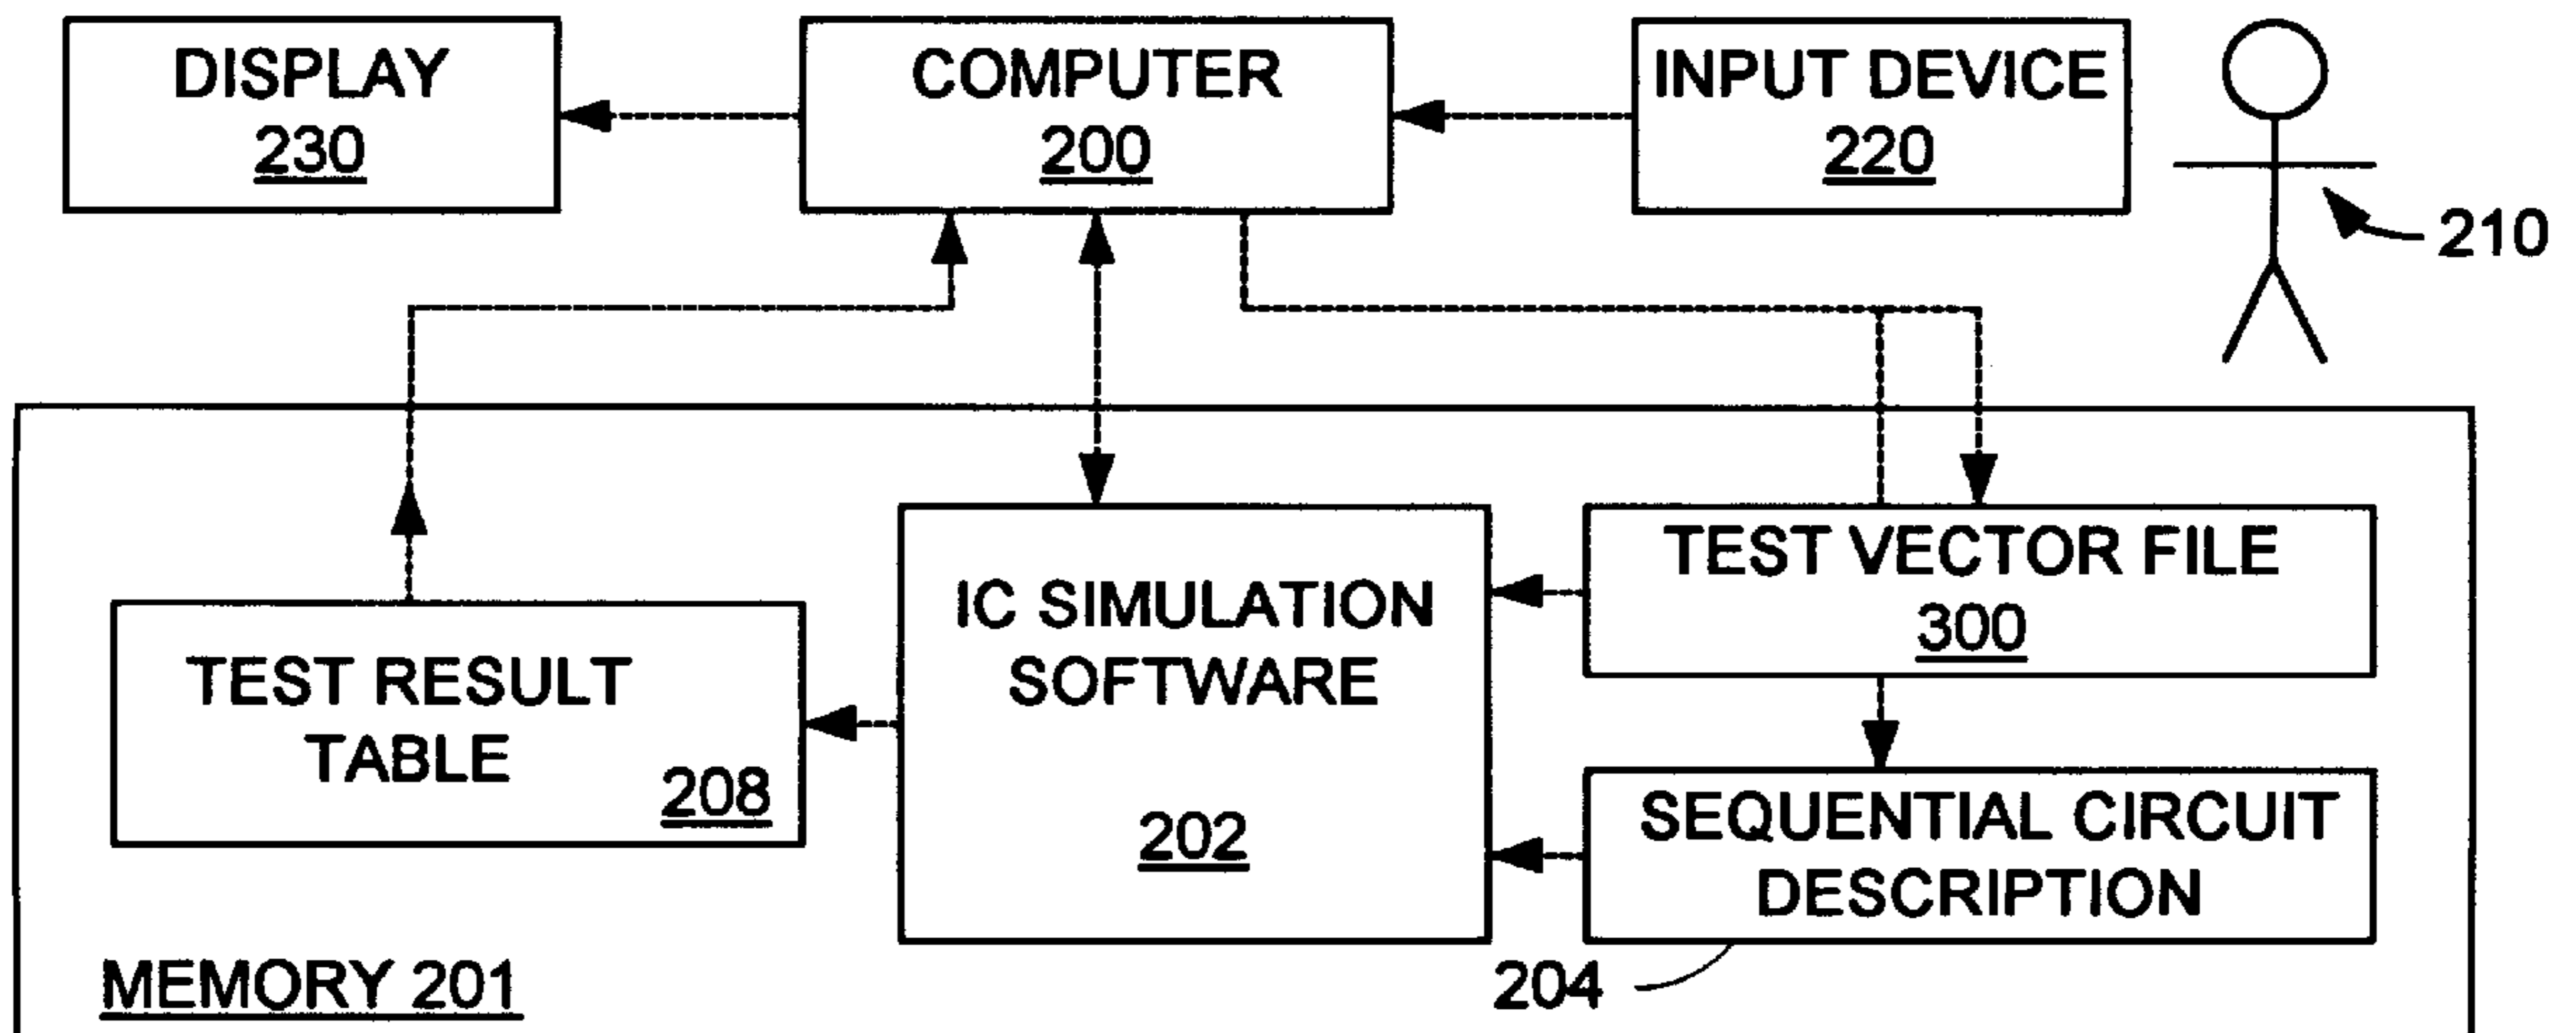 DISPLAY
230
COMPUTER
200
INPUT DEVICE
220
210
TEST RESULT
TABLE
208
IC SIMULATION
SOFTWARE
202
TEST VECTOR FILE
300
SEQUENTIAL CIRCUIT
DESCRIPTION
204
MEMORY 201